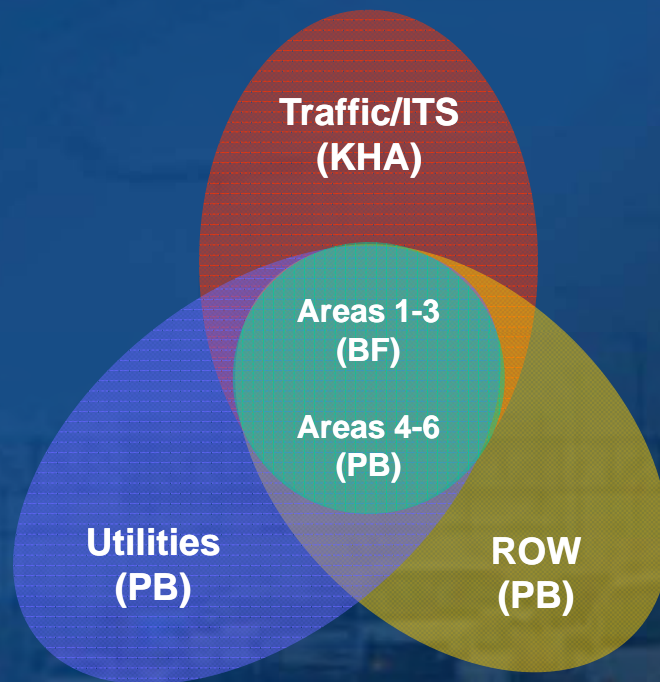 Traffic/ITS
(KHA)
Areas 1-3
(BF)
Areas 4-6
(PB)
Utilities
(PB)
ROW
(PB)